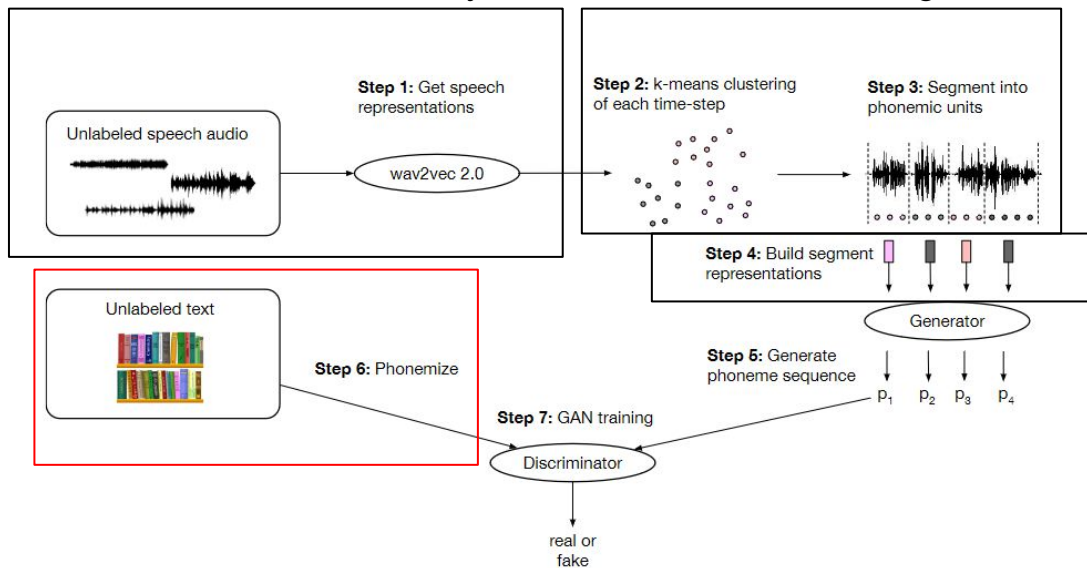 Step 1: Get speech
representations
Unlabeled speech audio
wav2vec 2.0
Step 2: k-means clustering
of each time-step
Step 3: Segment into
phonemic units
Step 4: Build segment
representations
Generator
Step 5: Generate
phoneme sequence
p1 p2 p3 p4
Unlabeled text
Step 6: Phonemize
Step 7: GAN training
Discriminator
real or
fake